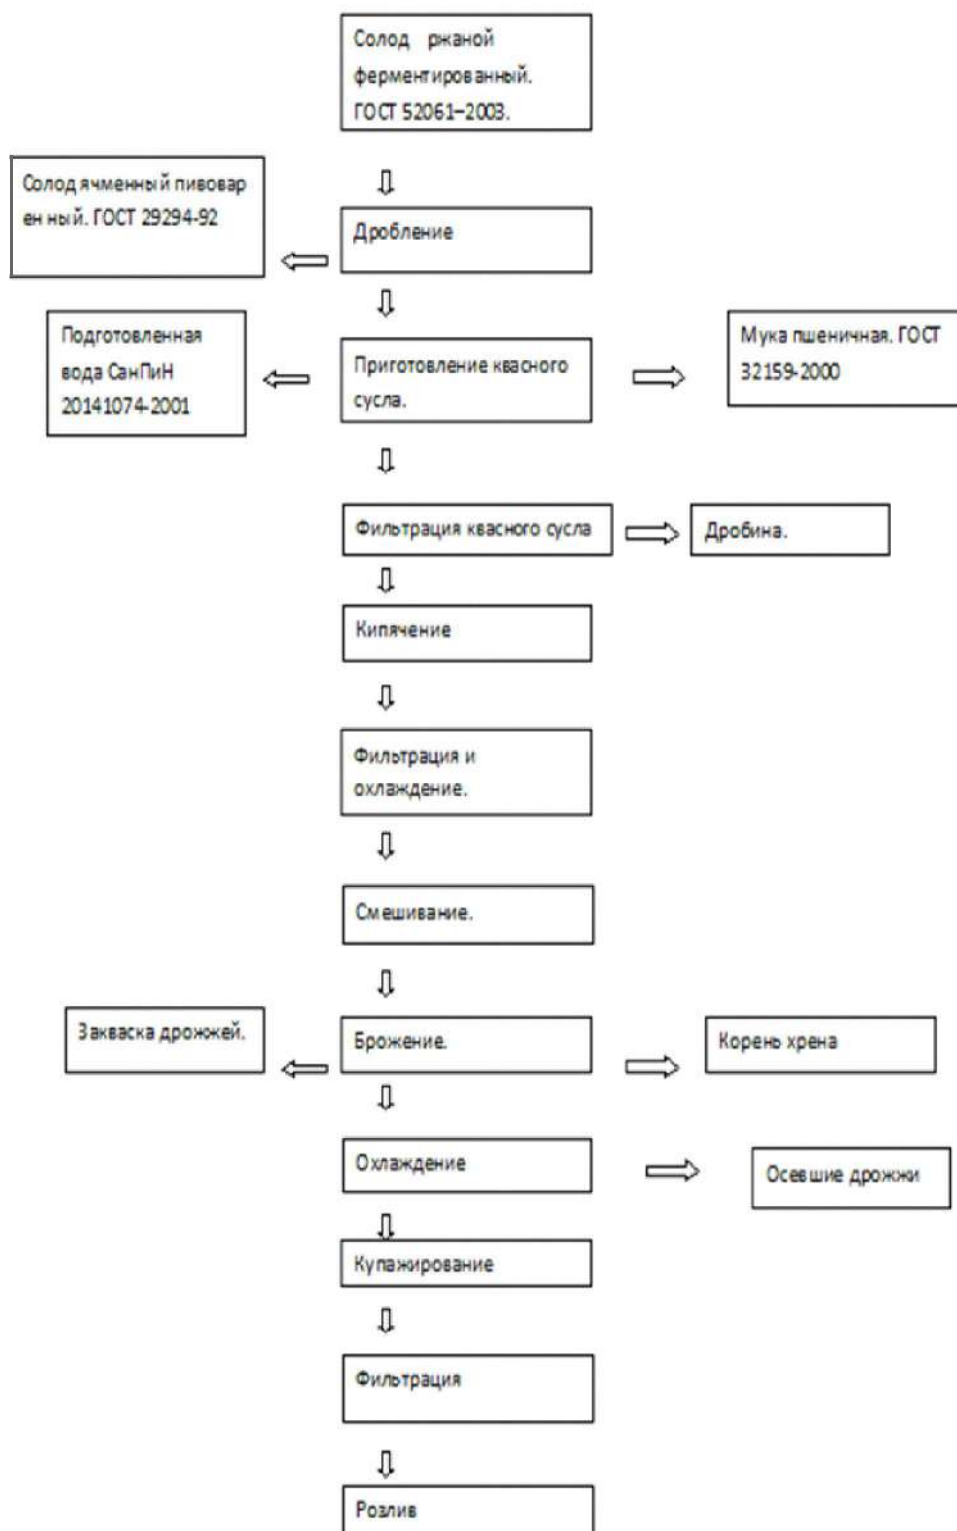 Солод ржаной
ферментированный.
ГОСТ 52061–2003.
Солод ячменный пивовар
ен ный. ГОСТ 29294-92
Дробление
Подготовленная
вода СанПиН
20141074-2001
Приготовление квасного
сусла.
Мука пшеничная. ГОСТ
32159-2000
Фильтрация квасного сусла
Дробина.
Кипячение
Фильтрация и
охлаждение.
Смешивание.
Закваска дрожжей.
Брожение.
Корень хрена
Охлаждение
Осевшие дрожжи
Купажирование
Фильтрация
Розлив